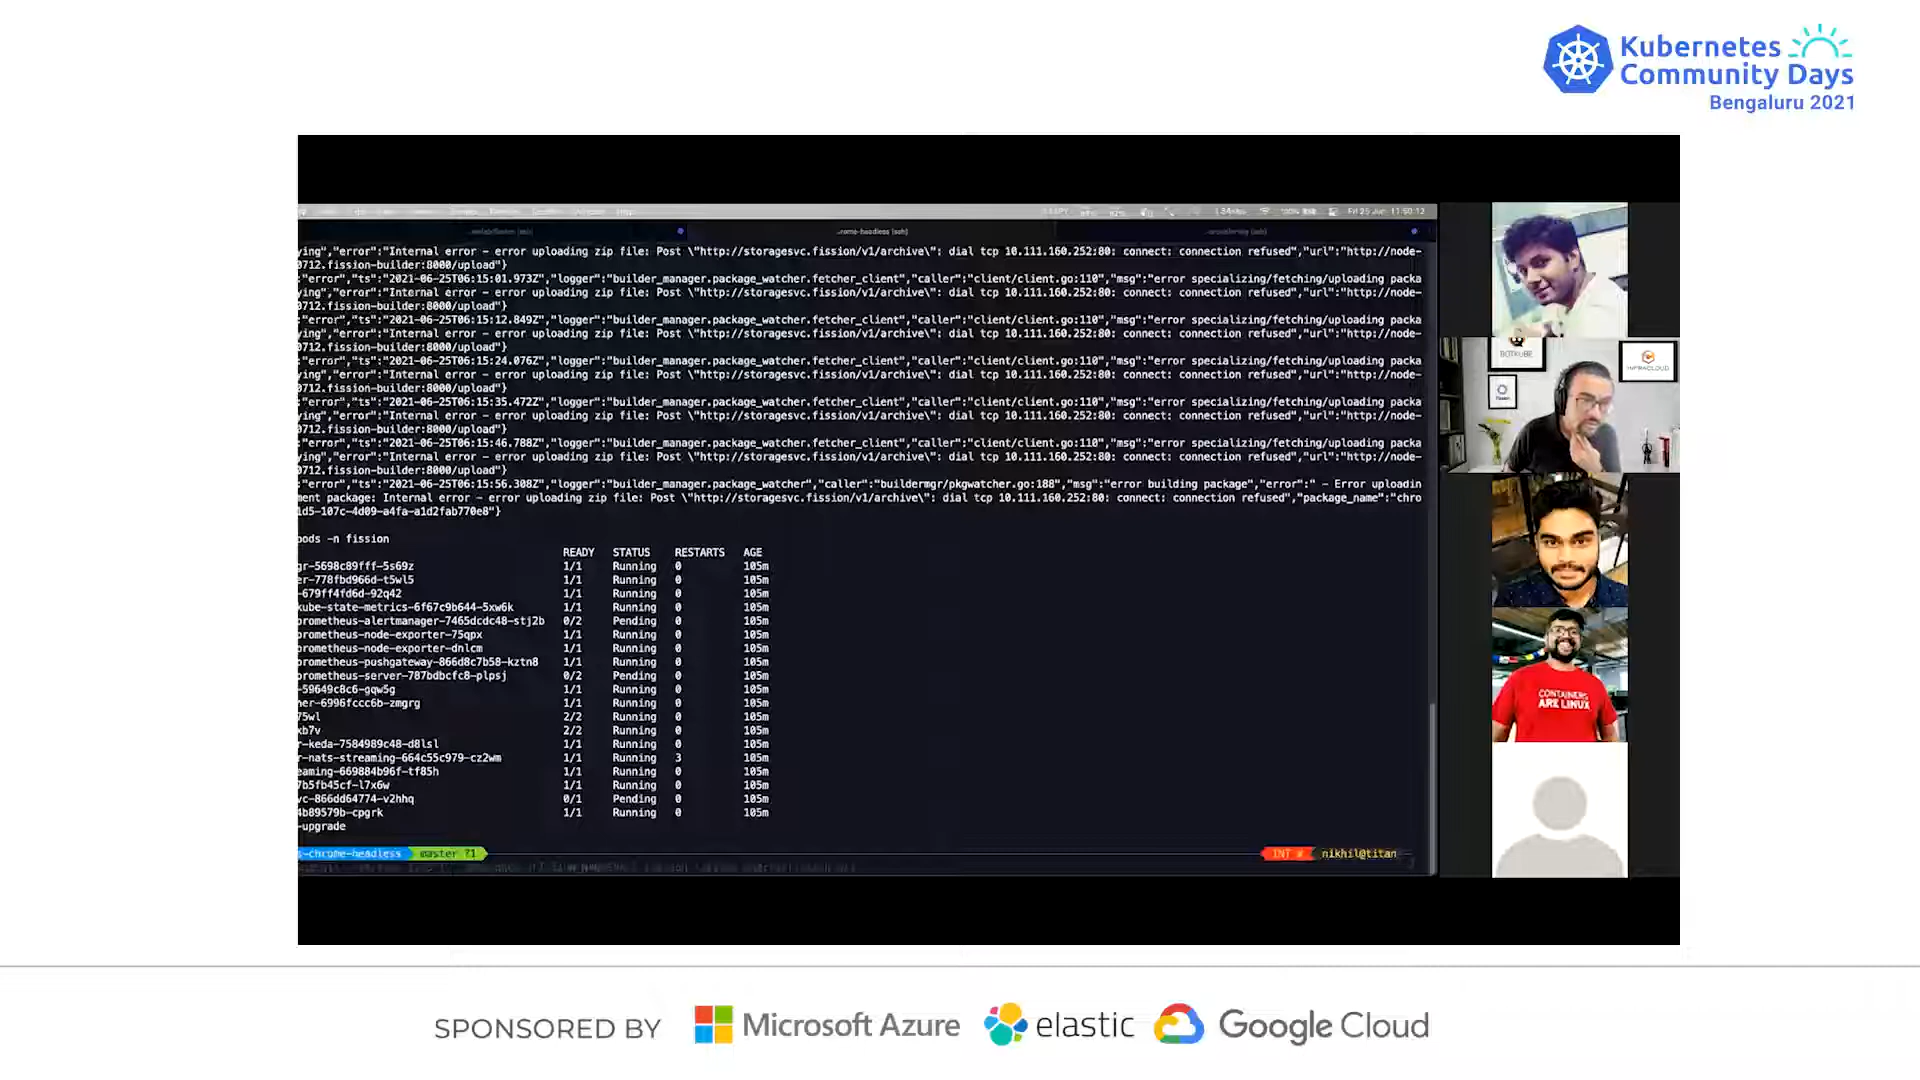 Kubernetes
Community Days
Bengaluru 2021
Fri 25 Jun 11:50:12
ying","error":"Internal error - error uploading zip file: Post \"http://storagesvc.fission/v1/archive\": dial tcp 10.111.160.252:80: connect: connection refused","url":"http://node-
0712.fission-builder:8000/upload"}
:"error","ts":"2021-06-25T06:15:01.973Z","logger":"builder_manager.package_watcher.fetcher_client","caller":"client/client.go:110","msg":"error specializing/fetching/uploading packa
ying","error":"Internal error - error uploading zip file: Post \"http://storagesvc.fission/v1/archive\": dial tcp 10.111.160.252:80: connect: connection refused","url":"http://node-
0712.fission-builder:8000/upload"}
:"error","ts":"2021-06-25T06:15:12.849Z","logger":"builder_manager.package_watcher.fetcher_client","caller":"client/client.go:110","msg":"error specializing/fetching/uploading packa
ying","error":"Internal error - error uploading zip file: Post \"http://storagesvc.fission/v1/archive\": dial tcp 10.111.160.252:80: connect: connection refused","url":"http://node-
0712.fission-builder:8000/upload"}
:"error","ts":"2021-06-25T06:15:24.076Z","logger":"builder_manager.package_watcher.fetcher_client","caller":"client/client.go:110","msg":"error specializing/fetching/uploading packa
ying","error":"Internal error - error uploading zip file: Post \"http://storagesvc.fission/v1/archive\": dial tcp 10.111.160.252:80: connect: connection refused","url":"http://node-
0712.fission-builder:8000/upload"}
:"error","ts":"2021-06-25T06:15:35.472Z","logger":"builder_manager.package_watcher.fetcher_client","caller":"client/client.go:110","msg":"error specializing/fetching/uploading packa
ying","error":"Internal error - error uploading zip file: Post \"http://storagesvc.fission/v1/archive\": dial tcp 10.111.160.252:80: connect: connection refused","url":"http://node-
0712.fission-builder:8000/upload"}
:"error","ts":"2021-06-25T06:15:46.788Z","logger":"builder_manager.package_watcher.fetcher_client","caller":"client/client.go:110","msg":"error specializing/fetching/uploading packa
ying","error":"Internal error - error uploading zip file: Post \"http://storagesvc.fission/v1/archive\": dial tcp 10.111.160.252:80: connect: connection refused","url":"http://node-
0712.fission-builder:8000/upload"}
:"error","ts":"2021-06-25T06:15:56.308Z","logger":"builder_manager.package_watcher","caller":"buildermgr/pkgwatcher.go:188","msg":"error building package","error":" - Error uploadin
ment package: Internal error - error uploading zip file: Post \"http://storagesvc.fission/v1/archive\": dial tcp 10.111.160.252:80: connect: connection refused","package_name":"chro
1d5-107c-4d09-a4fa-a1d2fab770e8"}
pods -n fission
READY STATUS RESTARTS AGE
gr-5698c89fff-5s69z 1/1 Running 0 105m
er-778fbd966d-t5wl5 1/1 Running 0 105m
-679ff4fd6d-92q42 1/1 Running 0 105m
kube-state-metrics-6f67c9b644-5xw6k 1/1 Running 0 105m
prometheus-alertmanager-7465dcdc48-stj2b 0/2 Pending 0 105m
prometheus-node-exporter-75qpx 1/1 Running 0 105m
prometheus-node-exporter-dnlcm 1/1 Running 0 105m
prometheus-pushgateway-866d8c7b58-kztn8 1/1 Running 0 105m
prometheus-server-787bdbcfc8-plpsj 0/2 Pending 0 105m
-59649c8c6-gqw5g 1/1 Running 0 105m
her-6996fccc6b-zmgrg 1/1 Running 0 105m
75wl 2/2 Running 0 105m
xb7v 2/2 Running 0 105m
r-keda-7584989c48-d8lsl 1/1 Running 0 105m
r-nats-streaming-664c55c979-cz2wm 1/1 Running 3 105m
eaming-669884b96f-tf85h 1/1 Running 0 105m
7b5fb45cf-l7x6w 1/1 Running 0 105m
vc-866dd64774-v2hhq 0/1 Pending 0 105m
4b89579b-cpgrk 1/1 Running 0 105m
-upgrade
s-chrome-headless master ?1
INT nikhil@titan
BOTKUBE
INFRACLOUD
CONTAINERS
ARE LINUX
SPONSORED BY Microsoft Azure elastic Google Cloud